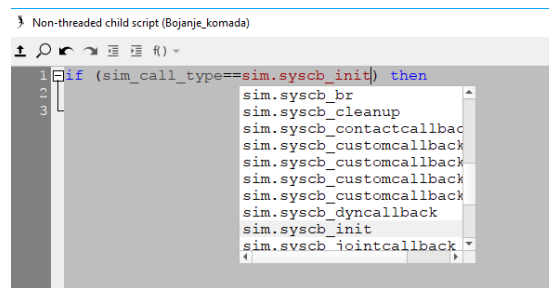 Non-threaded child script (Bojanje_komada)
f()
1 if (sim_call_type==sim.syscb_init) then
2
3
sim.syscb_br
sim.syscb_cleanup
sim.syscb_contactcallbac
sim.syscb_customcallback
sim.syscb_customcallback
sim.syscb_customcallback
sim.syscb_customcallback
sim.syscb_dyncallback
sim.syscb_init
sim.syscb_jointcallback